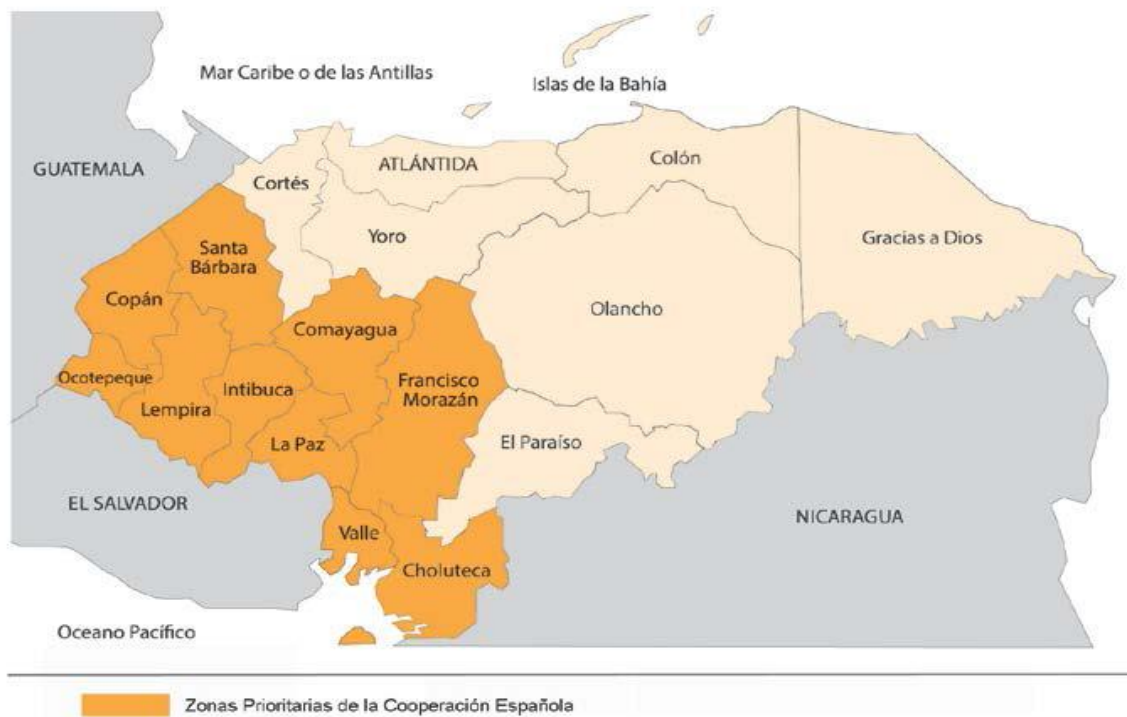 Mar Caribe o de las Antillas
Islas de la Bahía
GUATEMALA
Cortés
ATLÁNTIDA
Colón
Yoro
Gracias a Dios
Santa
Bárbara
Copán
Olancho
Comayagua
Ocotepeque
Intibuca
Francisco
Morazán
Lempira
La Paz
El Paraíso
EL SALVADOR
NICARAGUA
Valle
Choluteca
Oceano Pacífico
Zonas Prioritarias de la Cooperación Española